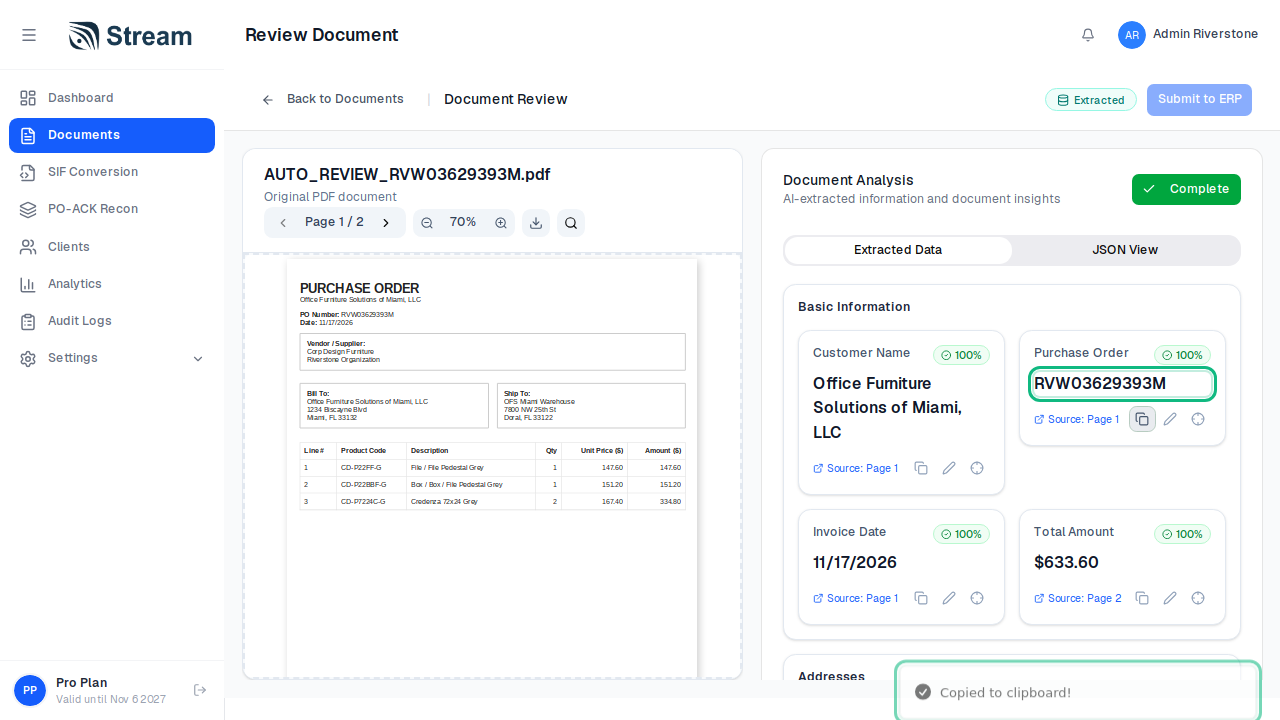 Stream
Review Document
AR
Admin Riverstone
Dashboard
Documents
SIF Conversion
PO-ACK Recon
Clients
Analytics
Audit Logs
Settings
PP
Pro Plan
Valid until Nov 6 2027
Back to Documents
Document Review
Extracted
Submit to ERP
AUTO_REVIEW_RVW03629393M.pdf
Original PDF document
Page 1 / 2
70%
PURCHASE ORDER
Office Furniture Solutions of Miami, LLC
PO Number: RVW03629393M
Date: 11/17/2026
Vendor / Supplier:
Corp Design Furniture
Riverstone Organization
Bill To:
Office Furniture Solutions of Miami, LLC
1234 Biscayne Blvd
Miami, FL 33132
Ship To:
OFS Miami Warehouse
7800 NW 25th St
Doral, FL 33122
Line # Product Code Description Qty Unit Price ($) Amount ($)
1 CD-P22FF-G File / File Pedestal Grey 1 147.60 147.60
2 CD-P22BBF-G Box / Box / File Pedestal Grey 1 151.20 151.20
3 CD-P7224C-G Credenza 72x24 Grey 2 167.40 334.80
Document Analysis
AI-extracted information and document insights
Complete
Extracted Data
JSON View
Basic Information
Customer Name
100%
Office Furniture
Solutions of Miami,
LLC
Source: Page 1
Purchase Order
100%
RVW03629393M
Source: Page 1
Invoice Date
100%
11/17/2026
Source: Page 1
Total Amount
100%
$633.60
Source: Page 2
Addresses
Copied to clipboard!